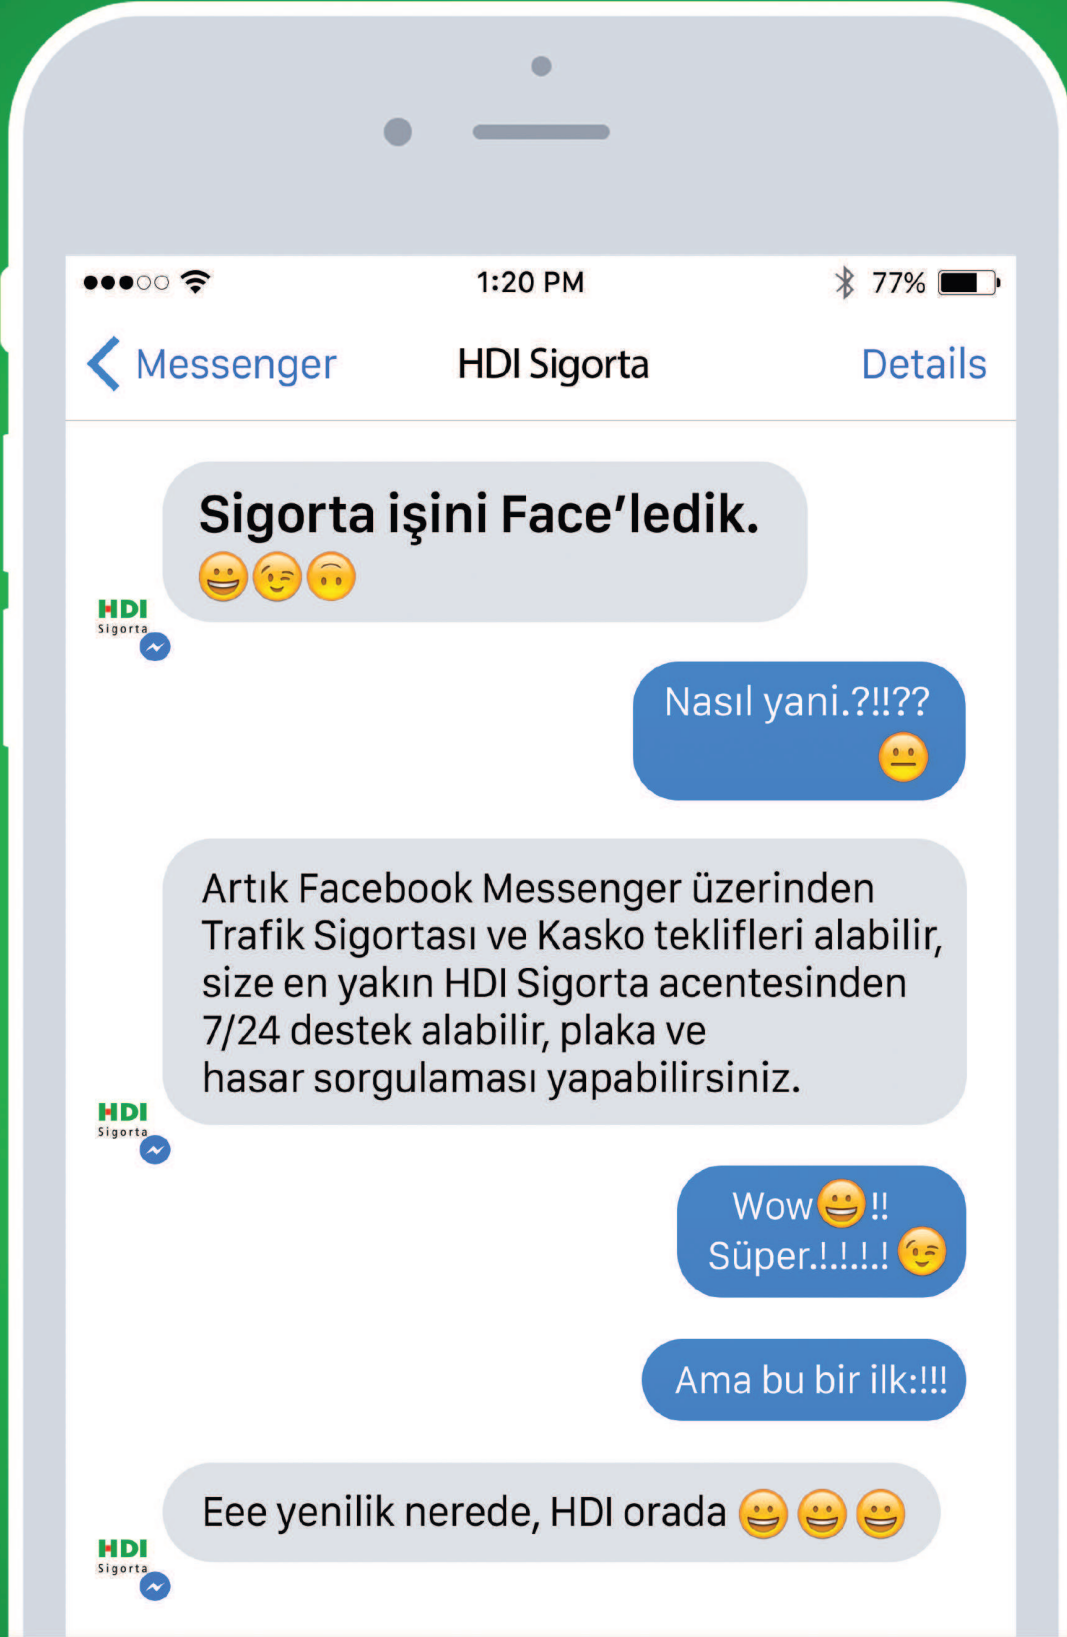 1:20 PM 77%
Messenger HDI Sigorta Details
Sigorta işini Face'ledik.
😀😉🙃
HDI
Sigorta
Nasıl yani.?!!??
😐
Artık Facebook Messenger üzerinden
Trafik Sigortası ve Kasko teklifleri alabilir,
size en yakın HDI Sigorta acentesinden
7/24 destek alabilir, plaka ve
hasar sorgulaması yapabilirsiniz.
HDI
Sigorta
Wow😀!!
Süper.!.!.!.!.! 😉
Ama bu bir ilk:!!!
Eee yenilik nerede, HDI orada 😀😀😀
HDI
Sigorta